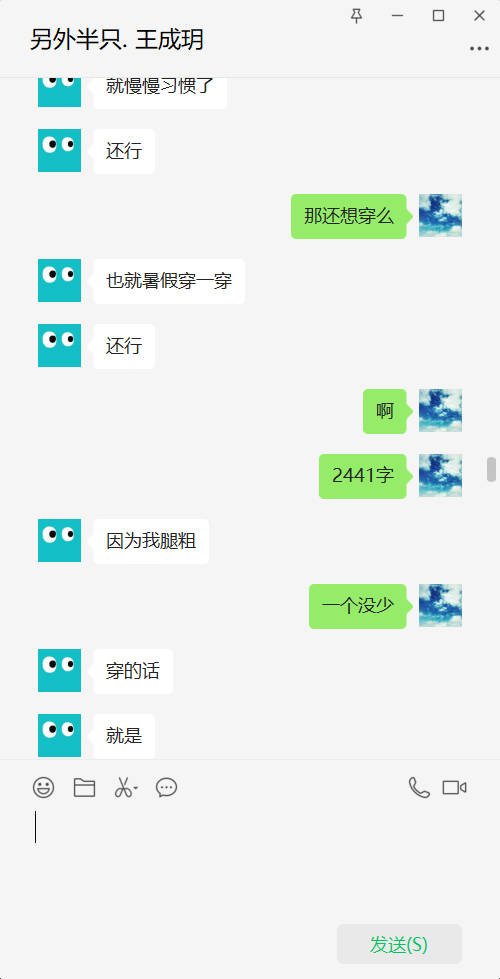 另外半只. 王成玥
就慢慢习惯了
还行
那还想穿么
也就暑假穿一穿
还行
啊
2441字
因为我腿粗
一个没少
穿的话
就是
发送(S)